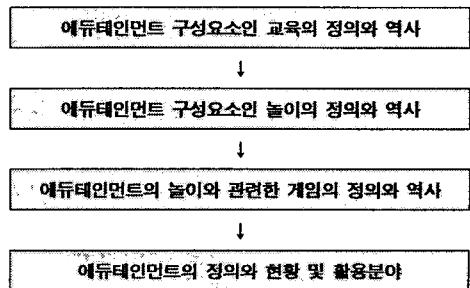 에듀테인먼트 구성요소인 교육의 정의와 역사
↓
에듀테인먼트 구성요소인 놀이의 정의와 역사
↓
에듀테인먼트의 놀이와 관련한 게임의 정의와 역사
↓
에듀테인먼트의 정의와 현황 및 활용분야